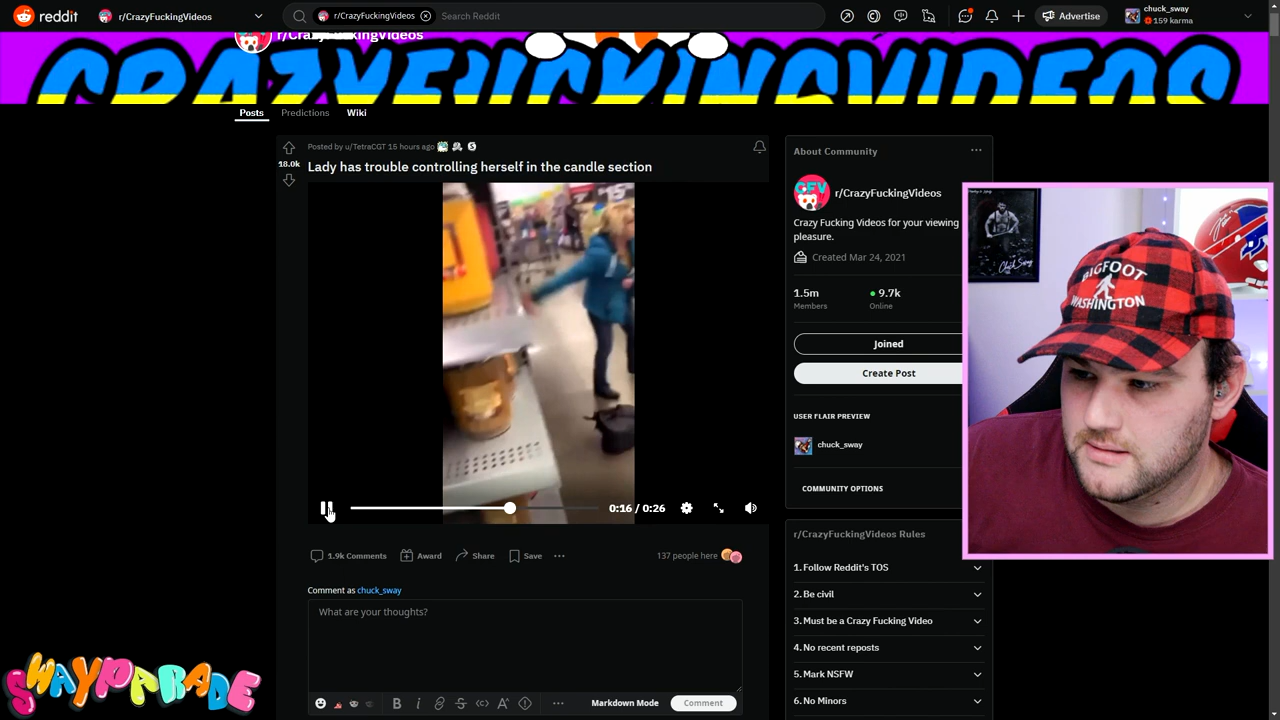 reddit
r/CrazyFuckingVideos
r/CrazyFuckingVideos
Search Reddit
Advertise
chuck_sway
159 karma
r/CrazyFuckingVideos
CRAZYFUCKINGVIDEOS
Posts
Predictions
Wiki
18.0k
Posted by u/TetraCGT 15 hours ago
Lady has trouble controlling herself in the candle section
0:16 / 0:26
1.9k Comments
Award
Share
Save
137 people here
Comment as chuck_sway
What are your thoughts?
B
i
Markdown Mode
Comment
About Community
CFV
r/CrazyFuckingVideos
Crazy Fucking Videos for your viewing
pleasure.
Created Mar 24, 2021
1.5m
Members
9.7k
Online
Joined
Create Post
USER FLAIR PREVIEW
chuck_sway
COMMUNITY OPTIONS
r/CrazyFuckingVideos Rules
1. Follow Reddit's TOS
2. Be civil
3. Must be a Crazy Fucking Video
4. No recent reposts
5. Mark NSFW
6. No Minors
Chuck Sway
BIGFOOT
WASHINGTON
SWAYPARADE